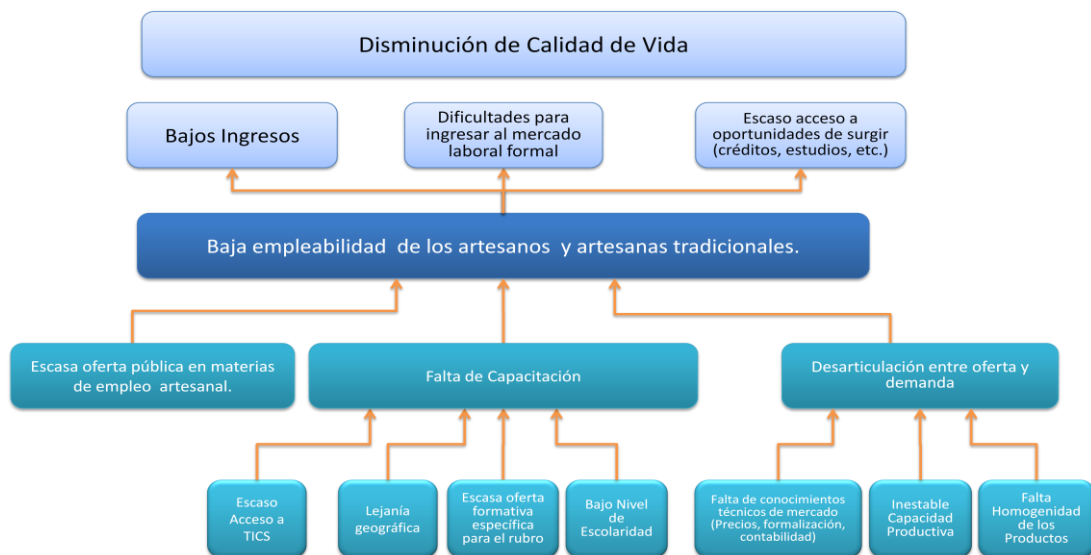 Disminución de Calidad de Vida
Bajos Ingresos
Dificultades para
ingresar al mercado
laboral formal
Escaso acceso a
oportunidades de surgir
(créditos, estudios, etc.)
Baja empleabilidad de los artesanos y artesanas tradicionales.
Escasa oferta pública en materias
de empleo artesanal.
Falta de Capacitación
Desarticulación entre oferta y
demanda
Escaso
Acceso a
TICS
Lejanía
geográfica
Escasa oferta
formativa
específica
para el rubro
Bajo Nivel
de
Escolaridad
Falta de conocimientos
técnicos de mercado
(Precios, formalización,
contabilidad)
Inestable
Capacidad
Productiva
Falta
Homogenidad
de los
Productos